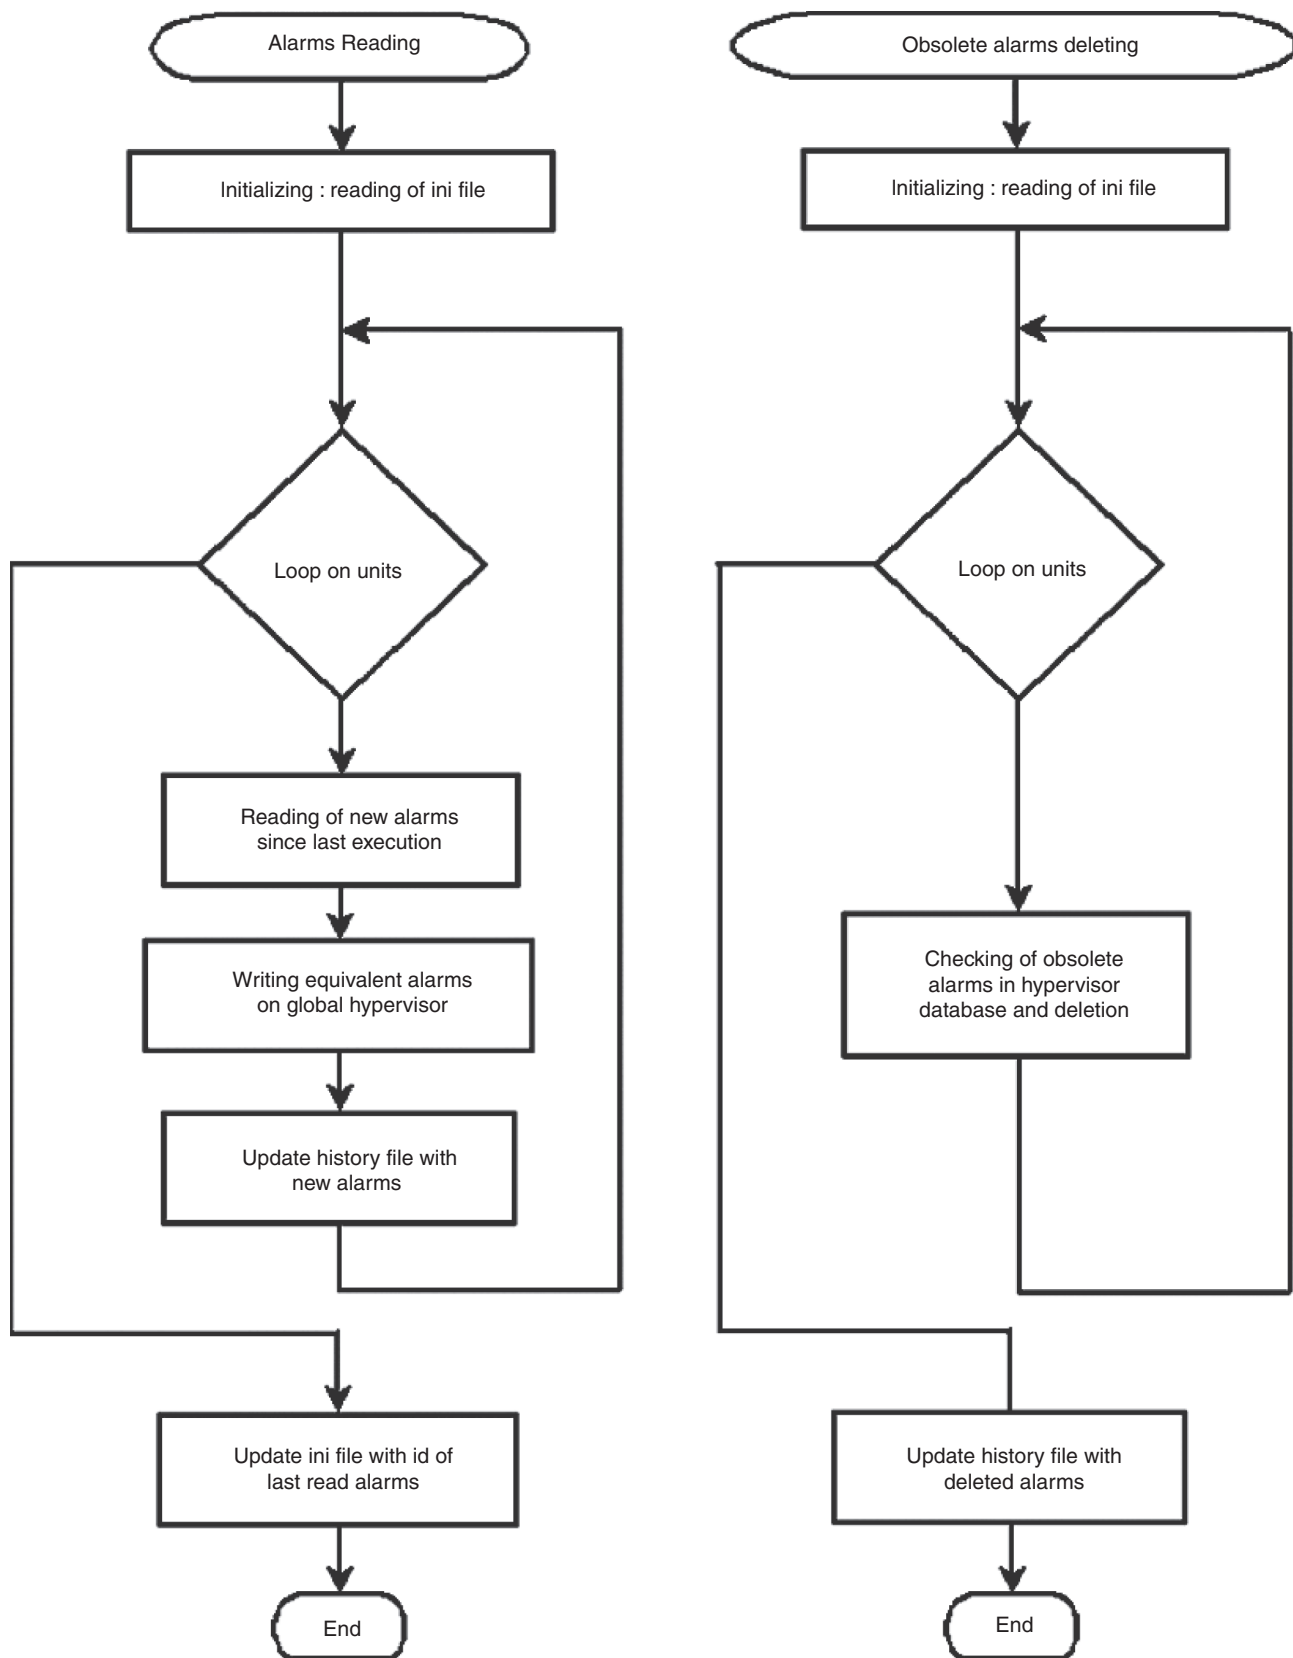 Alarms Reading
Initializing : reading of ini file
Loop on units
Reading of new alarms
since last execution
Writing equivalent alarms
on global hypervisor
Update history file with
new alarms
Update ini file with id of
last read alarms
End
Obsolete alarms deleting
Initializing : reading of ini file
Loop on units
Checking of obsolete
alarms in hypervisor
database and deletion
Update history file with
deleted alarms
End